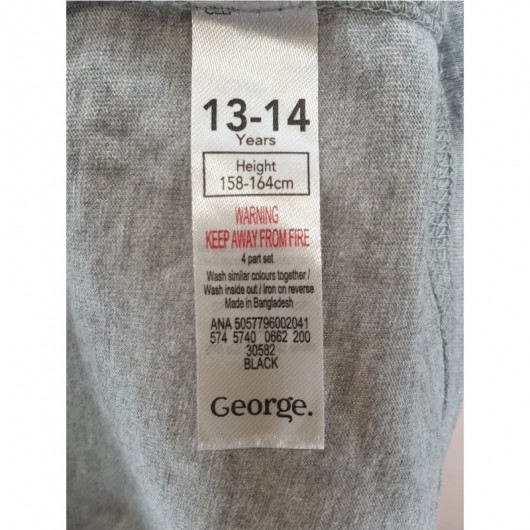 13-14
Years
Height
158-164cm
WARNING
KEEP AWAY FROM FIRE
4 part set
Wash similar colours together /
Wash inside out / Iron on reverse
Made in Bangladesh
ANA 5057796002041
574 5740 0662 200
30582
BLACK
George.